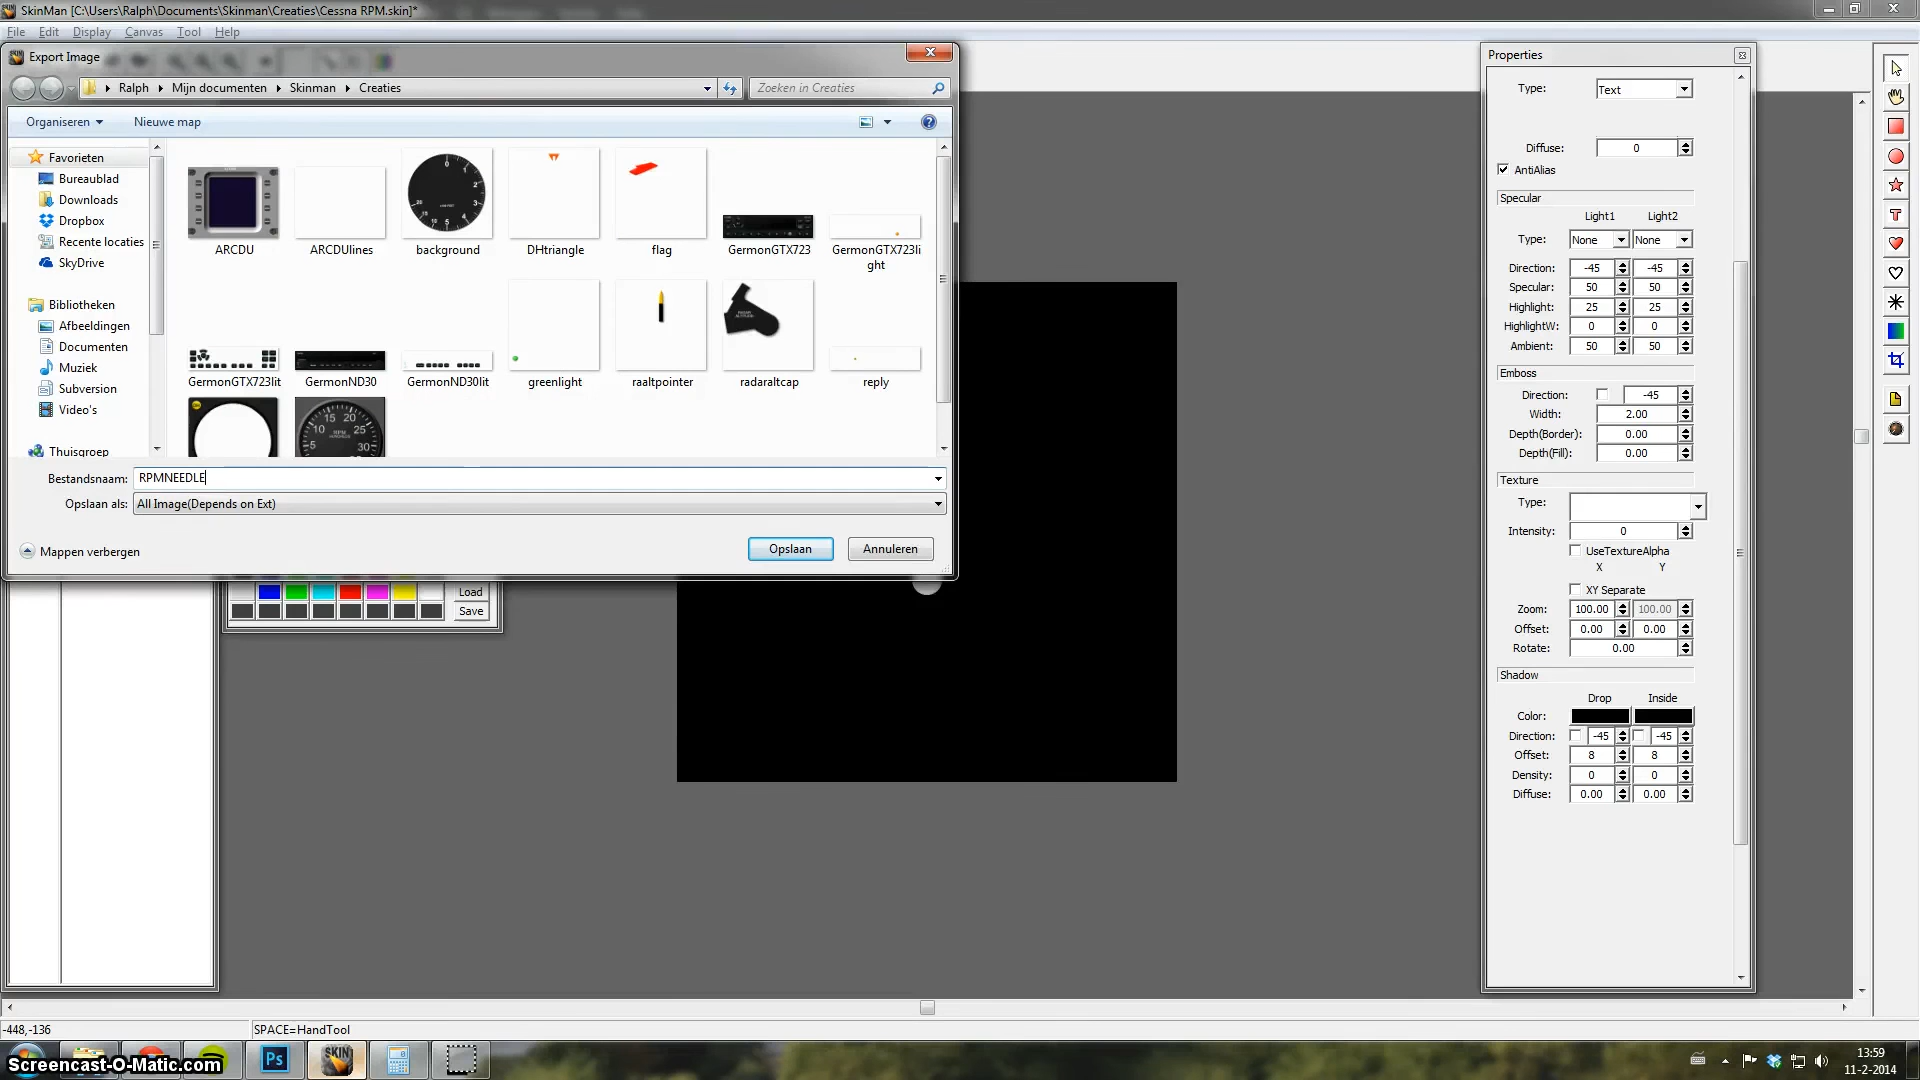 SkinMan [C:\Users\Ralph\Documents\Skinman\Creaties\Cessna RPM.skin]*
File Edit Display Canvas Tool Help
Export Image
Ralph Mijn documenten Skinman Creaties
Zoeken in Creaties
Organiseren Nieuwe map
Favorieten
Bureaublad
Downloads
Dropbox
Recente locaties
SkyDrive
Bibliotheken
Afbeeldingen
Documenten
Muziek
Subversion
Video's
Thuisgroep
ARCDU ARCDUlines background DHtriangle flag GermonGTX723 GermonGTX723li
ght
GermonGTX723lit GermonND30 GermonND30lit greenlight raaltpointer radaraltcap reply
Bestandsnaam: RPMNEEDLE
Opslaan als: All Image(Depends on Ext)
Mappen verbergen Opslaan Annuleren
Load
Save
Properties
Type: Text
Diffuse: 0
AntiAlias
Specular
Light1 Light2
Type: None None
Direction: -45 -45
Specular: 50 50
Highlight: 25 25
HighlightW: 0 0
Ambient: 50 50
Emboss
Direction: -45
Width: 2.00
Depth(Border): 0.00
Depth(Fill): 0.00
Texture
Type:
Intensity: 0
UseTextureAlpha
X Y
XY Separate
Zoom: 100.00 100.00
Offset: 0.00 0.00
Rotate: 0.00
Shadow
Drop Inside
Color:
Direction: -45 -45
Offset: 8 8
Density: 0 0
Diffuse: 0.00 0.00
-448,-136 SPACE=HandTool
Screencast-O-Matic.com
Ps
SKIN
13:59
11-2-2014